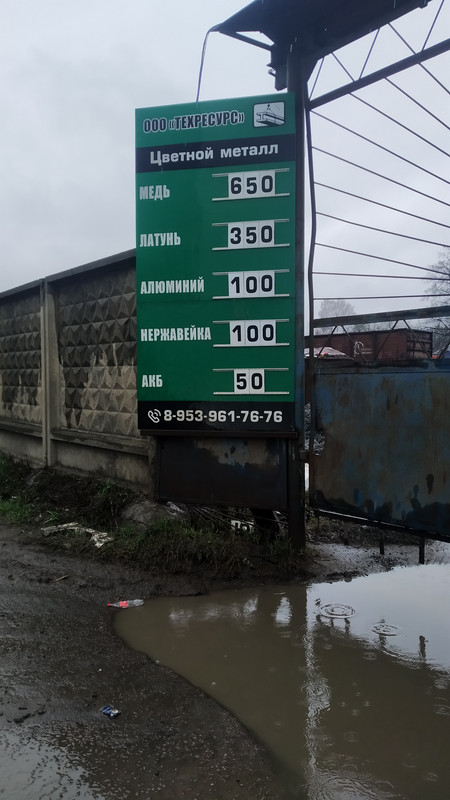 ООО «ТЕХРЕСУРС»
Цветной металл
МЕДЬ 650
ЛАТУНЬ 350
АЛЮМИНИЙ 100
НЕРЖАВЕЙКА 100
АКБ 50
8-953-961-76-76